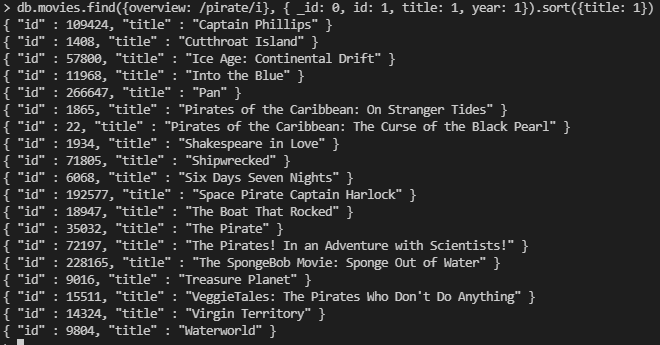 > db.movies.find({overview: /pirate/i}, { _id: 0, id: 1, title: 1, year: 1}).sort({title: 1})
{ "id" : 109424, "title" : "Captain Phillips" }
{ "id" : 1408, "title" : "Cutthroat Island" }
{ "id" : 57800, "title" : "Ice Age: Continental Drift" }
{ "id" : 11968, "title" : "Into the Blue" }
{ "id" : 266647, "title" : "Pan" }
{ "id" : 1865, "title" : "Pirates of the Caribbean: On Stranger Tides" }
{ "id" : 22, "title" : "Pirates of the Caribbean: The Curse of the Black Pearl" }
{ "id" : 1934, "title" : "Shakespeare in Love" }
{ "id" : 71805, "title" : "Shipwrecked" }
{ "id" : 6068, "title" : "Six Days Seven Nights" }
{ "id" : 192577, "title" : "Space Pirate Captain Harlock" }
{ "id" : 18947, "title" : "The Boat That Rocked" }
{ "id" : 35032, "title" : "The Pirate" }
{ "id" : 72197, "title" : "The Pirates! In an Adventure with Scientists!" }
{ "id" : 228165, "title" : "The SpongeBob Movie: Sponge Out of Water" }
{ "id" : 9016, "title" : "Treasure Planet" }
{ "id" : 15511, "title" : "VeggieTales: The Pirates Who Don't Do Anything" }
{ "id" : 14324, "title" : "Virgin Territory" }
{ "id" : 9804, "title" : "Waterworld" }
>